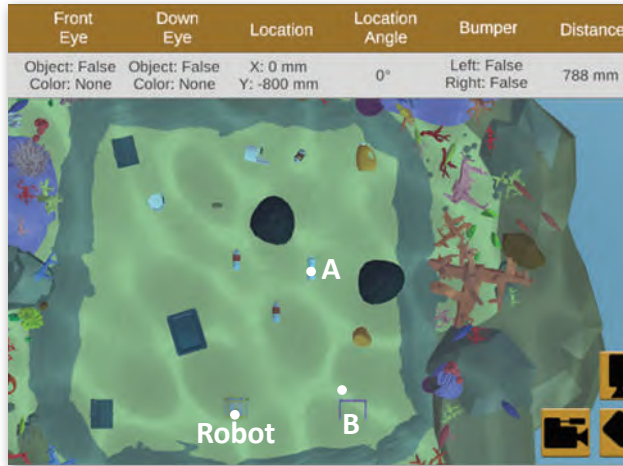 Front Eye
Down Eye
Location
Location Angle
Bumper
Distance
Object: False
Color: None
Object: False
Color: None
X: 0 mm
Y: -800 mm
0°
Left: False
Right: False
788 mm
A
B
Robot